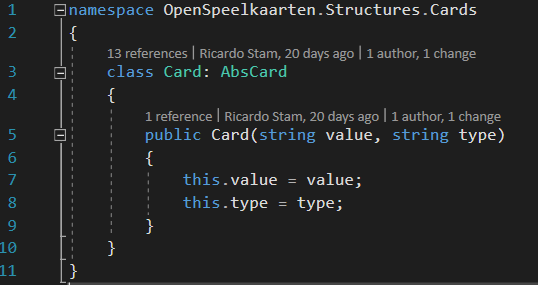 1 namespace OpenSpeelkaarten.Structures.Cards
2 {
13 references | Ricardo Stam, 20 days ago | 1 author, 1 change
3 class Card: AbsCard
4 {
1 reference | Ricardo Stam, 20 days ago | 1 author, 1 change
5 public Card(string value, string type)
6 {
7 this.value = value;
8 this.type = type;
9 }
10 }
11 }